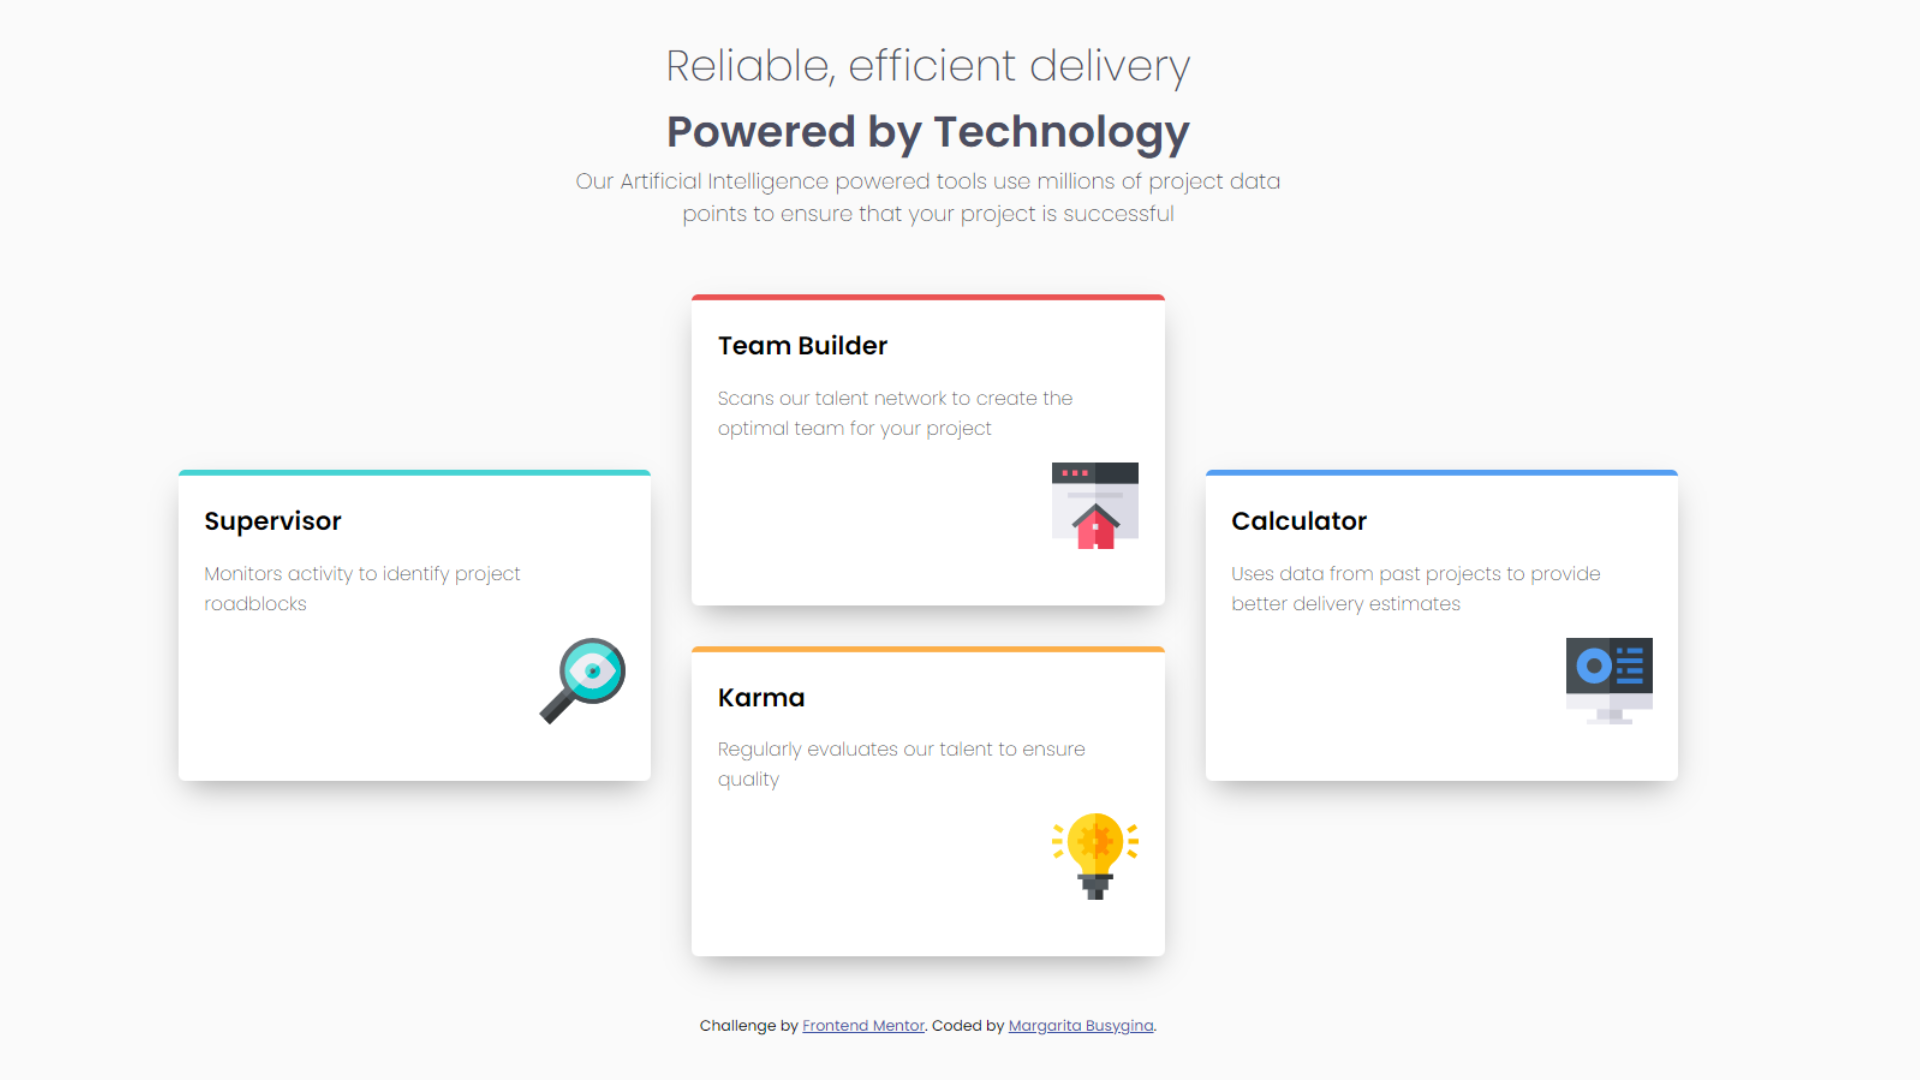 Reliable, efficient delivery
Powered by Technology
Our Artificial Intelligence powered tools use millions of project data
points to ensure that your project is successful
Supervisor
Monitors activity to identify project
roadblocks
Team Builder
Scans our talent network to create the
optimal team for your project
Karma
Regularly evaluates our talent to ensure
quality
Calculator
Uses data from past projects to provide
better delivery estimates
Challenge by Frontend Mentor. Coded by Margarita Busygina.